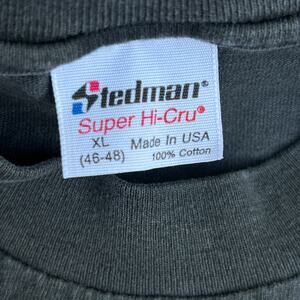 Stedman®
Super Hi-Cru®
XL Made In USA
(46-48) 100% Cotton